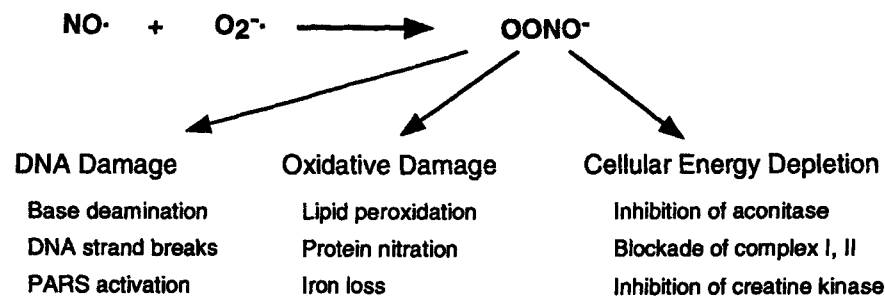 NO· + O2⁻· OONO⁻
DNA Damage Oxidative Damage Cellular Energy Depletion
Base deamination Lipid peroxidation Inhibition of aconitase
DNA strand breaks Protein nitration Blockade of complex I, II
PARS activation Iron loss Inhibition of creatine kinase